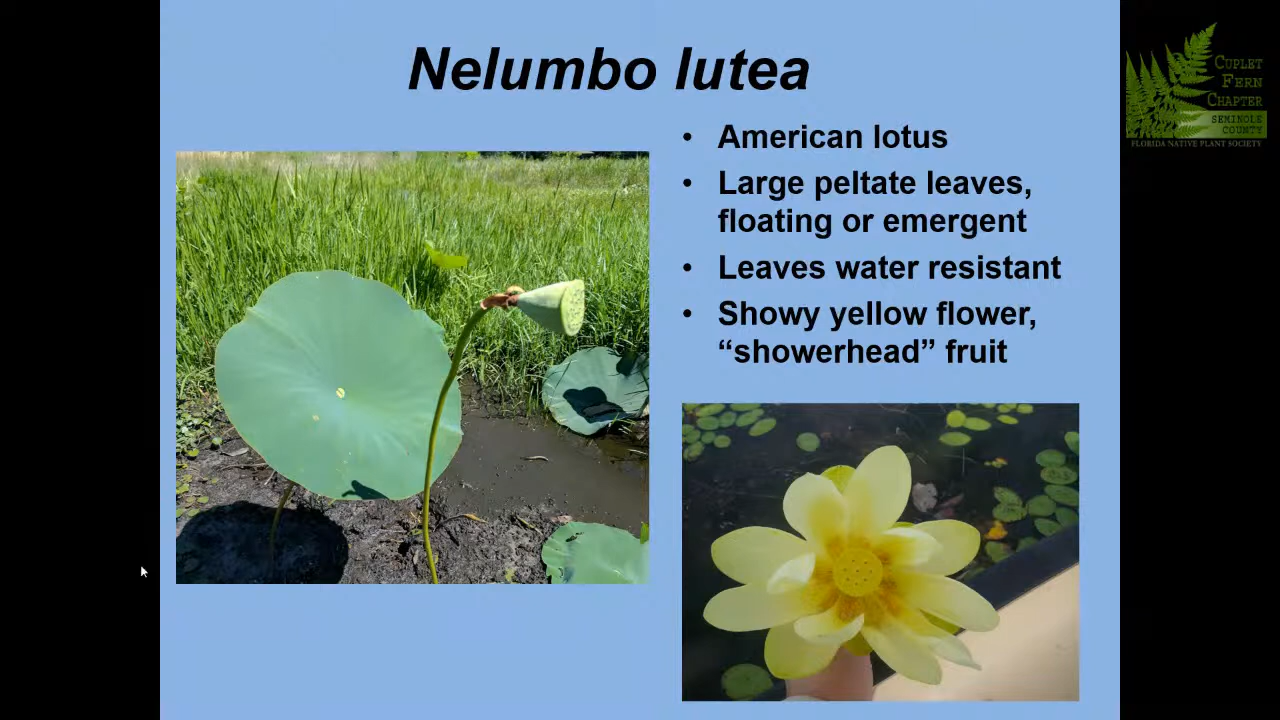 Nelumbo lutea
• American lotus
• Large peltate leaves,
floating or emergent
• Leaves water resistant
• Showy yellow flower,
“showerhead” fruit
CUPLET
FERN
CHAPTER
SEMINOLE
COUNTY
FLORIDA NATIVE PLANT SOCIETY